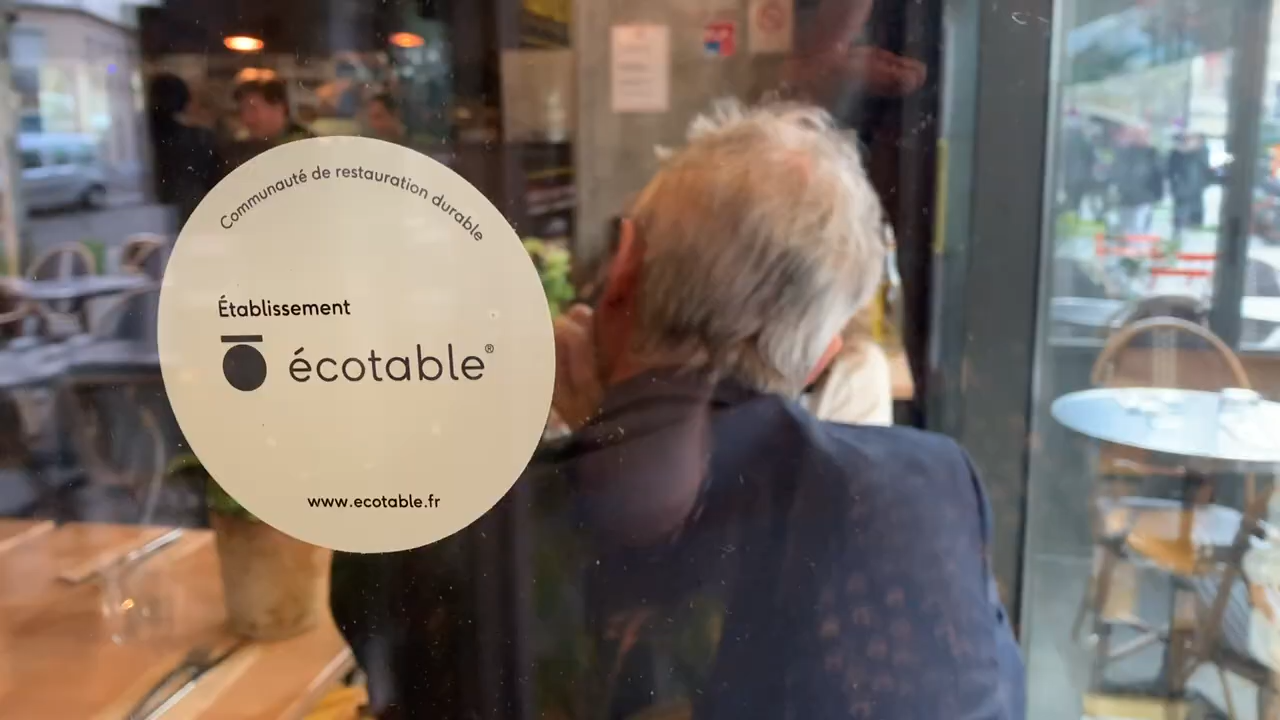 Communauté de restauration durable
Établissement
écotable®
www.ecotable.fr